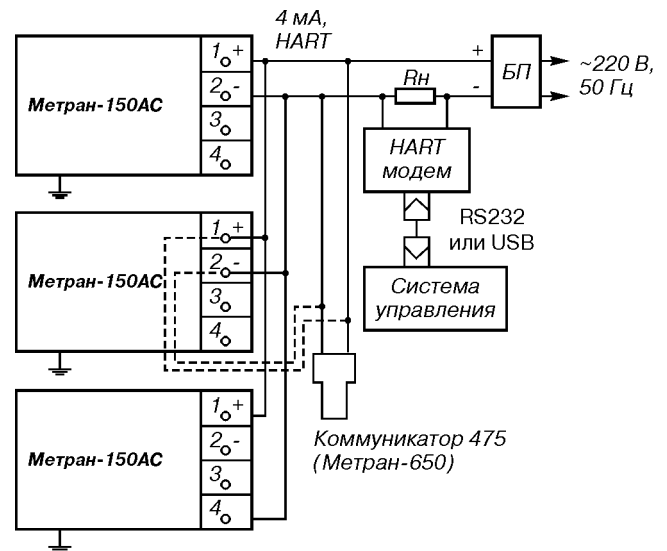 4 мА,
HART
Метран-150АС
1 +
2 -
3
4
+
-
Rн
БП
~220 В,
50 Гц
HART
модем
RS232
или USB
Система
управления
Метран-150АС
1 +
2 -
3
4
Метран-150АС
1 +
2 -
3
4
Коммуникатор 475
(Метран-650)